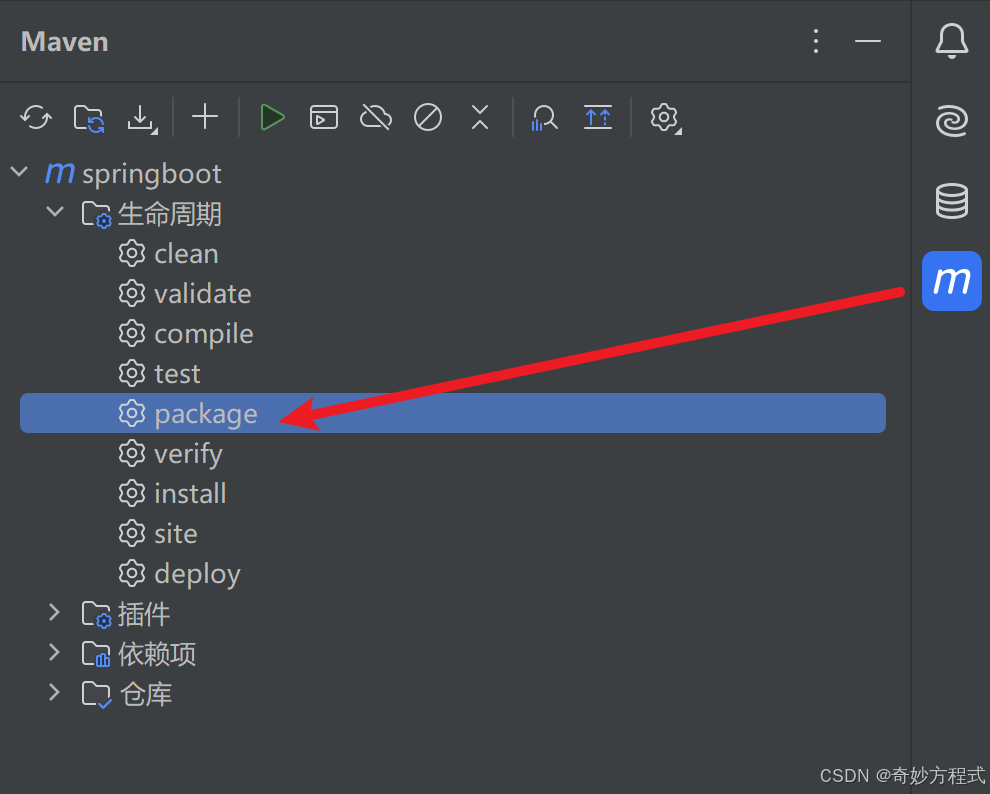 Maven
m springboot
生命周期
clean
validate
compile
test
package
m
verify
install
site
deploy
插件
依赖项
仓库
CSDN @奇妙方程式